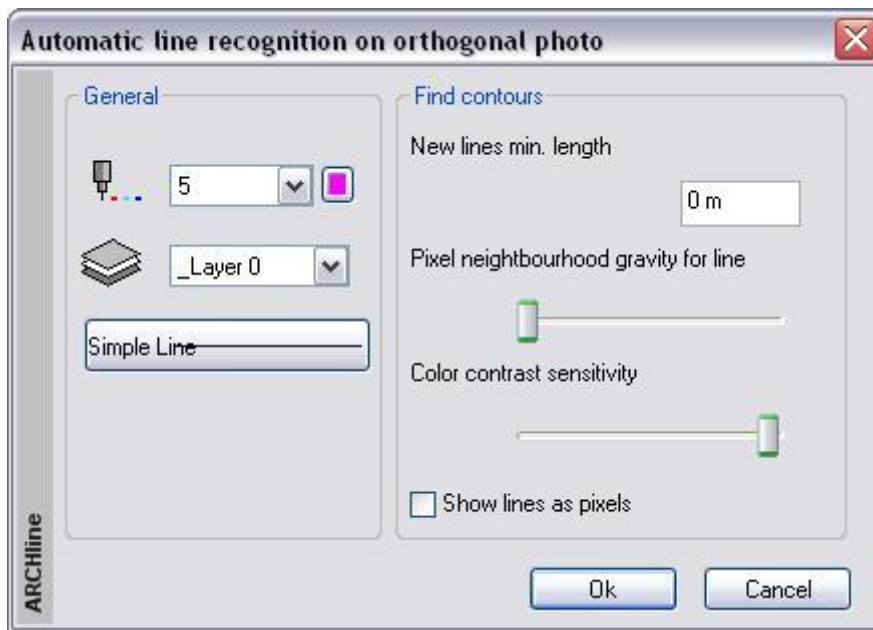 Automatic line recognition on orthogonal photo
General
5
_Layer 0
Simple Line
Find contours
New lines min. length
0 m
Pixel neightbourhood gravity for line
Color contrast sensitivity
Show lines as pixels
ARCHline
Ok
Cancel